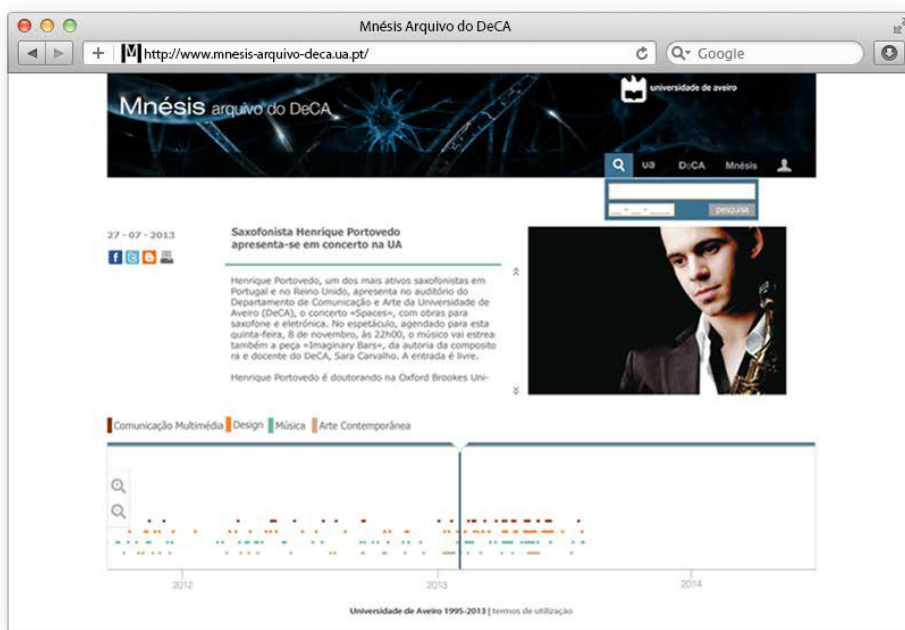 Mnésis Arquivo do DeCA
http://www.mnesis-arquivo-deca.ua.pt/
Google
Mnésis arquivo do DeCA
universidade de aveiro
ua DeCA Mnésis
__ - __ - ____ pesquisa
27 - 07 - 2013
Saxofonista Henrique Portovedo
apresenta-se em concerto na UA
Henrique Portovedo, um dos mais ativos saxofonistas em
Portugal e no Reino Unido, apresenta no auditório do
Departamento de Comunicação e Arte da Universidade de
Aveiro (DeCA), o concerto «Spaces», com obras para
saxofone e eletrónica. No espetáculo, agendado para esta
quinta-feira, 8 de novembro, às 22h00, o músico vai estrea
também a peça «Imaginary Bars», da autoria da composito
ra e docente do DeCA, Sara Carvalho. A entrada é livre.
Henrique Portovedo é doutorando na Oxford Brookes Uni-
Comunicação Multimédia Design Música Arte Contemporânea
2012 2013 2014
Universidade de Aveiro 1995-2013 | termos de utilização